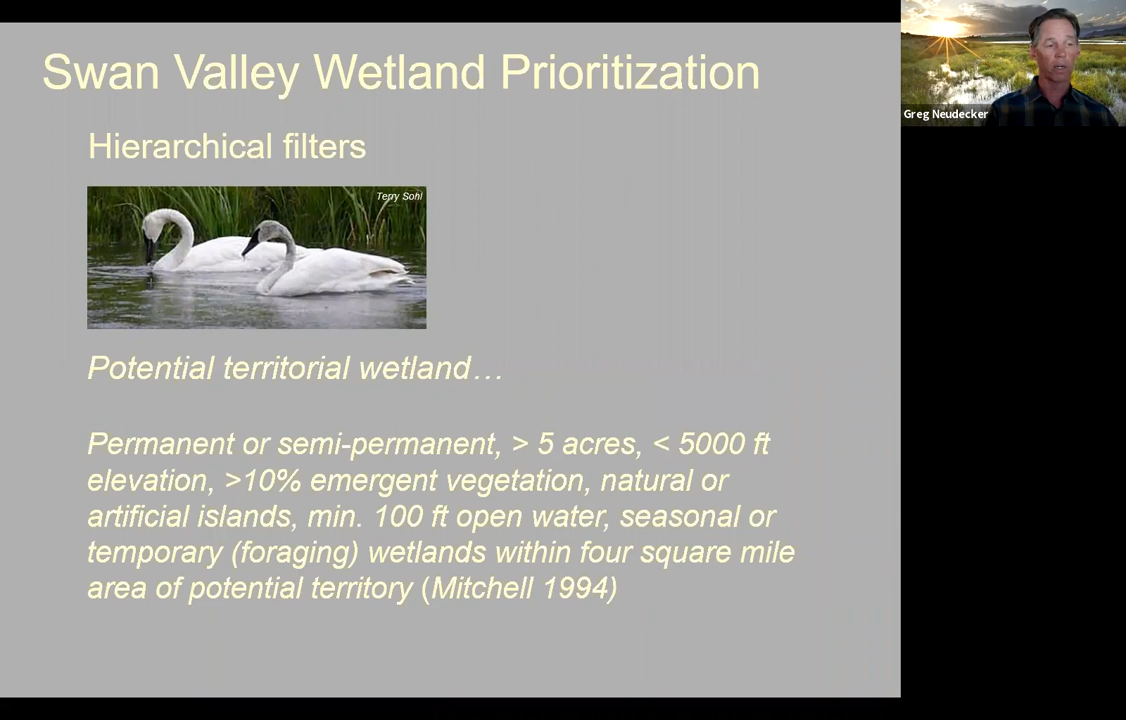 Swan Valley Wetland Prioritization
Hierarchical filters
Terry Sohl
Potential territorial wetland…
Permanent or semi-permanent, > 5 acres, < 5000 ft
elevation, >10% emergent vegetation, natural or
artificial islands, min. 100 ft open water, seasonal or
temporary (foraging) wetlands within four square mile
area of potential territory (Mitchell 1994)
Greg Neudecker